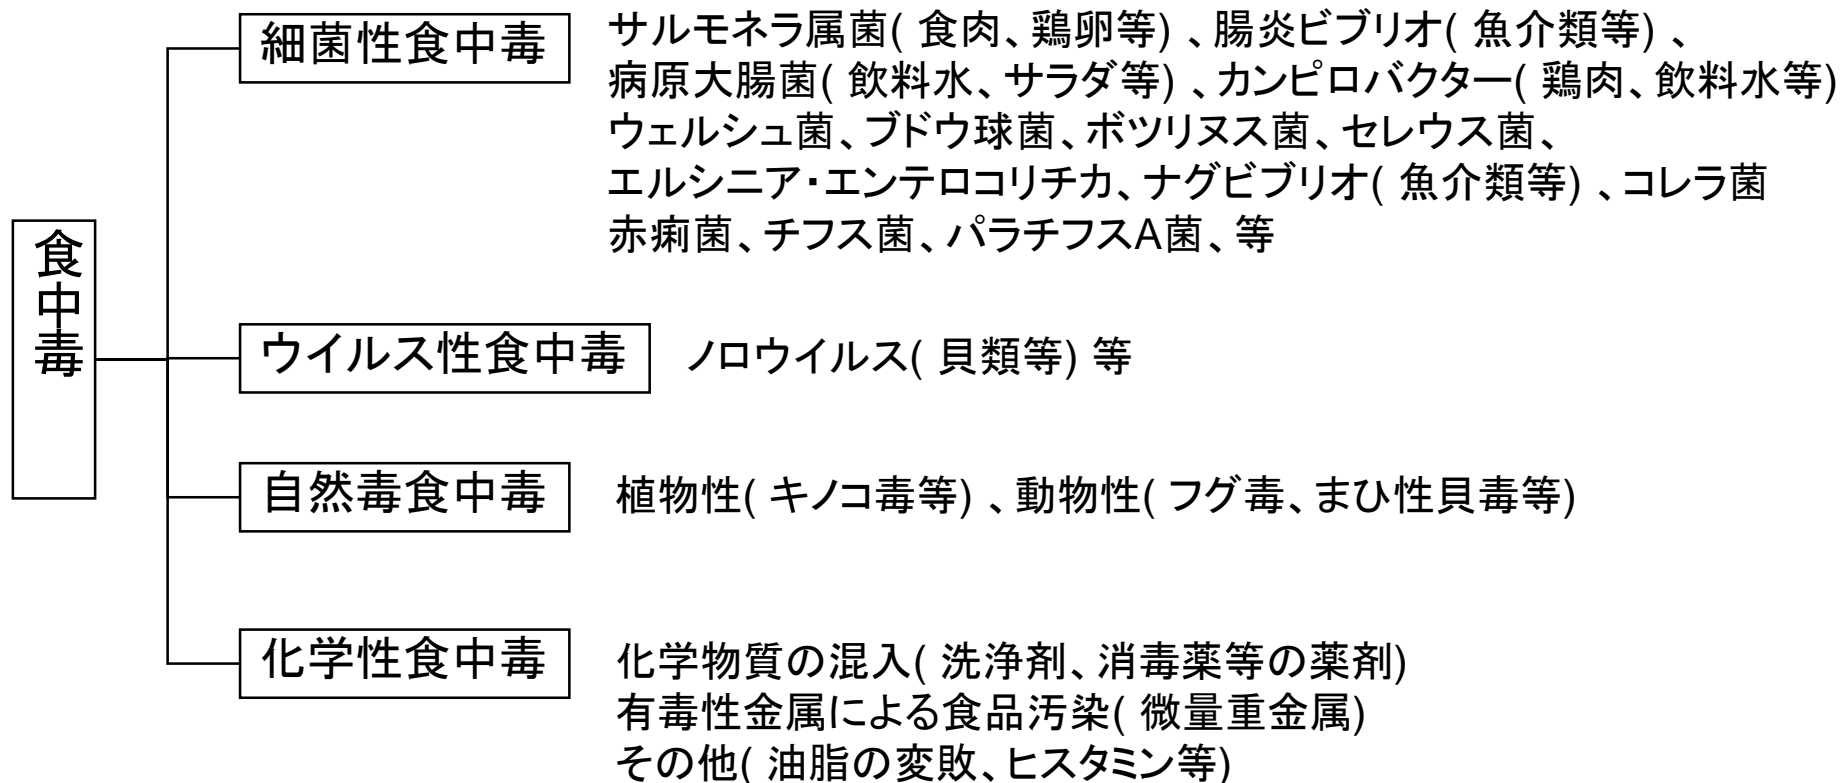 食中毒
細菌性食中毒
サルモネラ属菌( 食肉、鶏卵等) 、腸炎ビブリオ( 魚介類等) 、
病原大腸菌( 飲料水、サラダ等) 、カンピロバクター( 鶏肉、飲料水等)
ウェルシュ菌、ブドウ球菌、ボツリヌス菌、セレウス菌、
エルシニア・エンテロコリチカ、ナグビブリオ( 魚介類等) 、コレラ菌
赤痢菌、チフス菌、パラチフスA菌、等
ウイルス性食中毒
ノロウイルス( 貝類等) 等
自然毒食中毒
植物性( キノコ毒等) 、動物性( フグ毒、まひ性貝毒等)
化学性食中毒
化学物質の混入( 洗浄剤、消毒薬等の薬剤)
有毒性金属による食品汚染( 微量重金属)
その他( 油脂の変敗、ヒスタミン等)